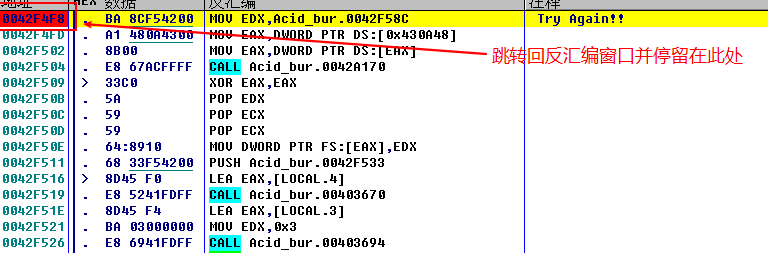 地址 HEX 数据 反汇编 注释
0042F4F8 . BA 8CF54200 MOV EDX,Acid_bur.0042F58C Try Again!!
0042F4FD . A1 480A4300 MOV EAX,DWORD PTR DS:[0x430A48]
0042F502 . 8B00 MOV EAX,DWORD PTR DS:[EAX]
跳转回反汇编窗口并停留在此处
0042F504 . E8 67ACFFFF CALL Acid_bur.0042A170
0042F509 > 33C0 XOR EAX,EAX
0042F50B . 5A POP EDX
0042F50C . 59 POP ECX
0042F50D . 59 POP ECX
0042F50E . 64:8910 MOV DWORD PTR FS:[EAX],EDX
0042F511 . 68 33F54200 PUSH Acid_bur.0042F533
0042F516 > 8D45 F0 LEA EAX,[LOCAL.4]
0042F519 . E8 5241FDFF CALL Acid_bur.00403670
0042F51E . 8D45 F4 LEA EAX,[LOCAL.3]
0042F521 . BA 03000000 MOV EDX,0x3
0042F526 . E8 6941FDFF CALL Acid_bur.00403694